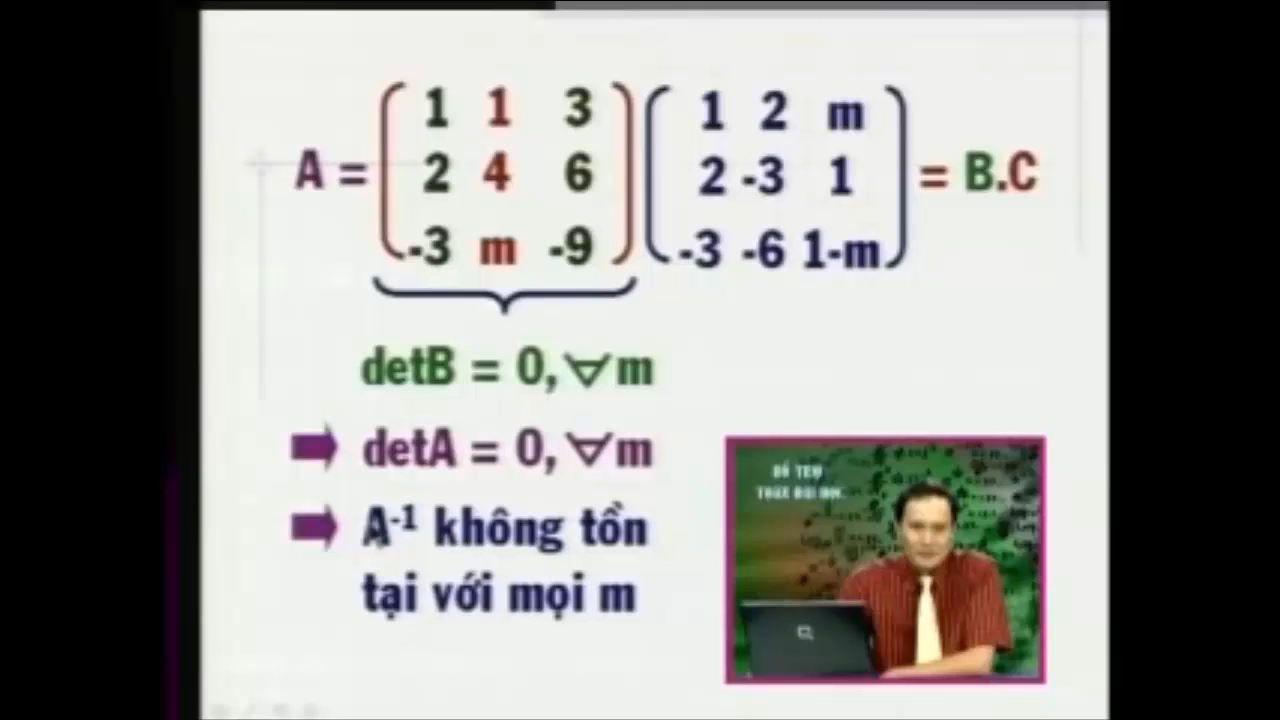 1 1 3 1 2 m
A = 2 4 6 2 -3 1 = B.C
-3 m -9 -3 -6 1-m
detB = 0, ∀m
detA = 0, ∀m
A⁻¹ không tồn
tại với mọi m